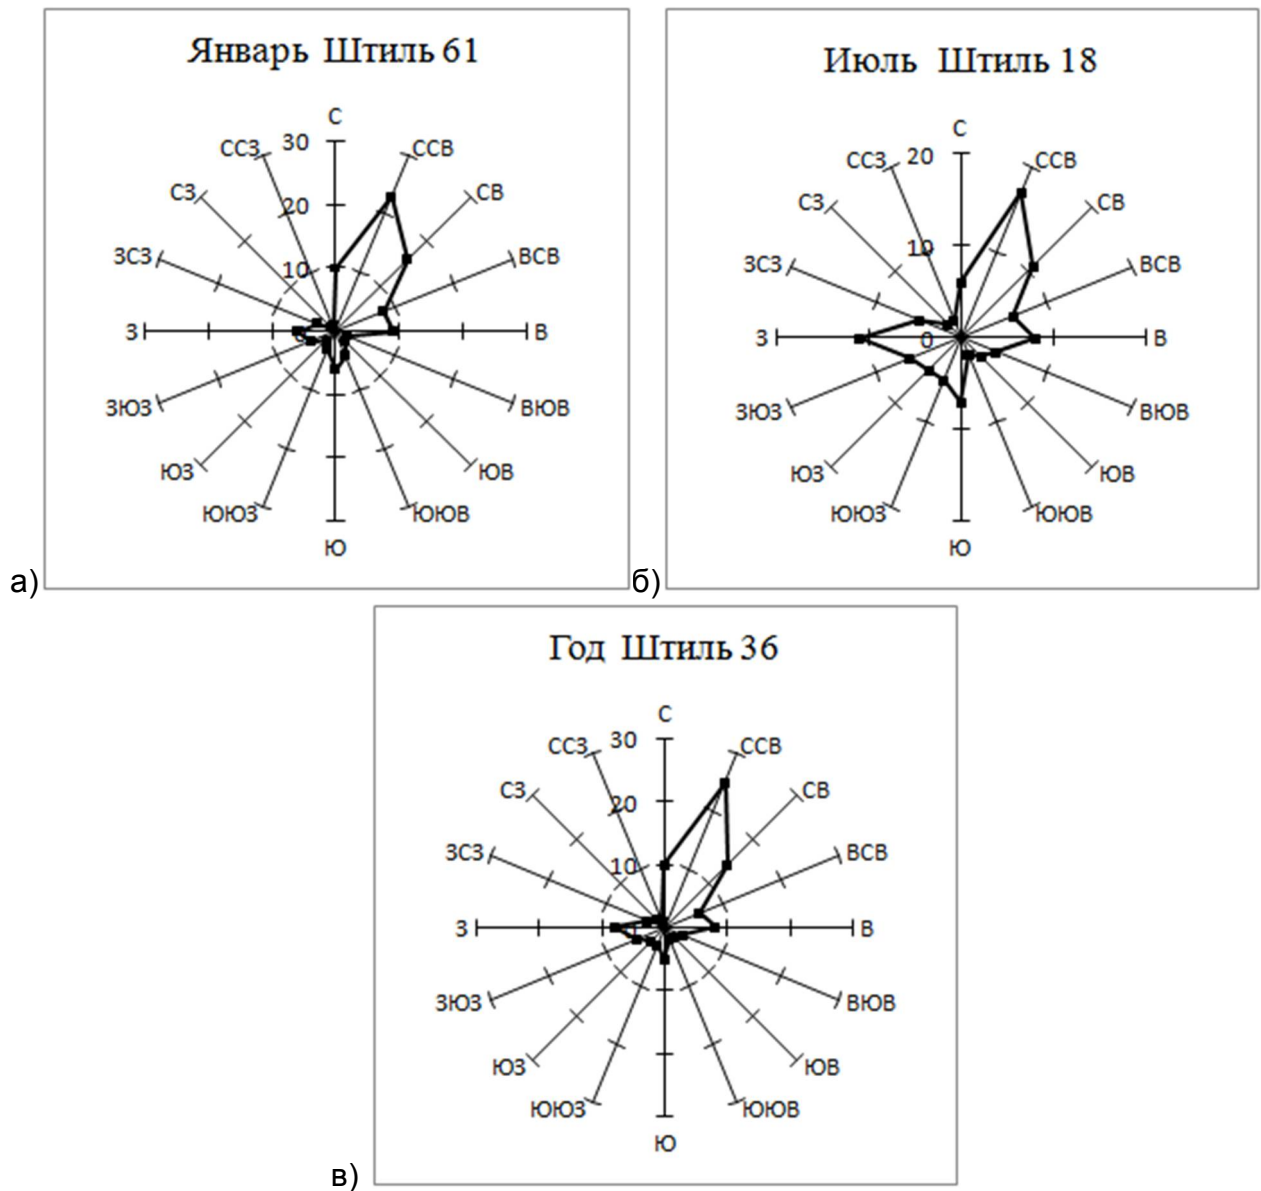 Январь Штиль 61
С
30
ССЗ
ССВ
20
СЗ
СВ
10
ЗСЗ
ВСВ
З
0
В
ЗЮЗ
ВЮВ
ЮЗ
ЮВ
ЮЮЗ
ЮЮВ
Ю
а)
Июль Штиль 18
С
20
ССЗ
ССВ
СЗ
СВ
10
ЗСЗ
ВСВ
З
0
В
ЗЮЗ
ВЮВ
ЮЗ
ЮВ
ЮЮЗ
ЮЮВ
Ю
б)
Год Штиль 36
С
30
ССЗ
ССВ
20
СЗ
СВ
10
ЗСЗ
ВСВ
З
В
ЗЮЗ
ВЮВ
ЮЗ
ЮВ
ЮЮЗ
ЮЮВ
Ю
в)